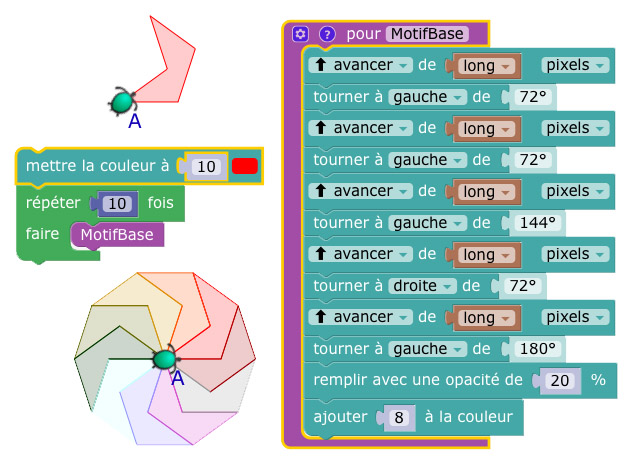 A
mettre la couleur à 10
répéter 10 fois
faire MotifBase
A
? pour MotifBase
avancer de long pixels
tourner à gauche de 72°
avancer de long pixels
tourner à gauche de 72°
avancer de long pixels
tourner à gauche de 144°
avancer de long pixels
tourner à droite de 72°
avancer de long pixels
tourner à gauche de 180°
remplir avec une opacité de 20 %
ajouter 8 à la couleur